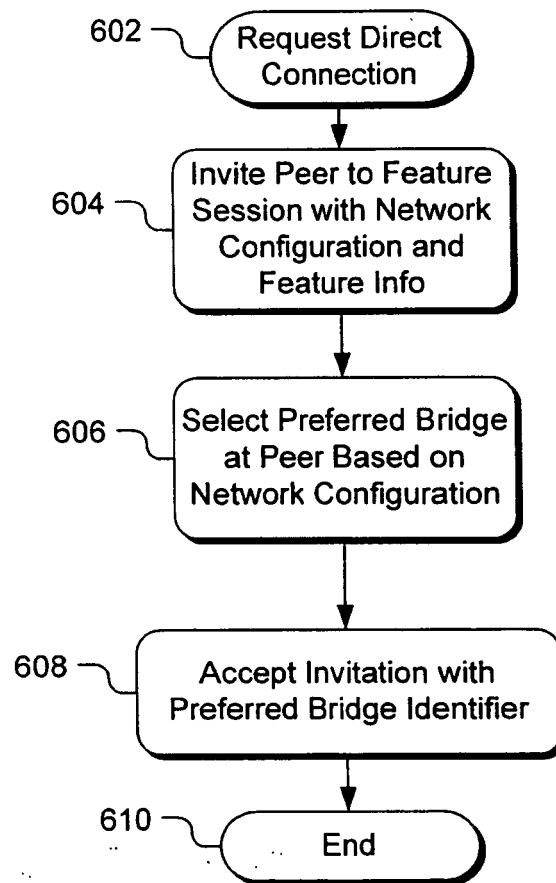 602
Request Direct
Connection
604
Invite Peer to Feature
Session with Network
Configuration and
Feature Info
606
Select Preferred Bridge
at Peer Based on
Network Configuration
608
Accept Invitation with
Preferred Bridge Identifier
610
End